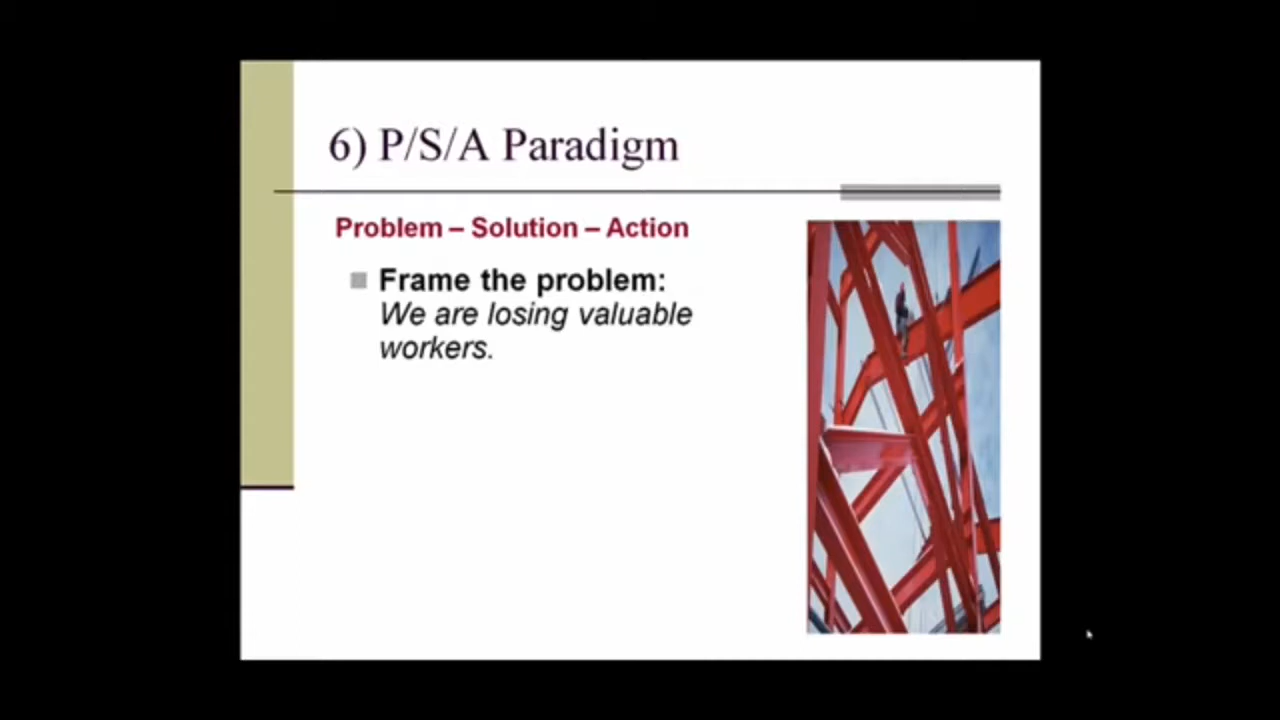 6) P/S/A Paradigm
Problem – Solution – Action
Frame the problem:
We are losing valuable
workers.